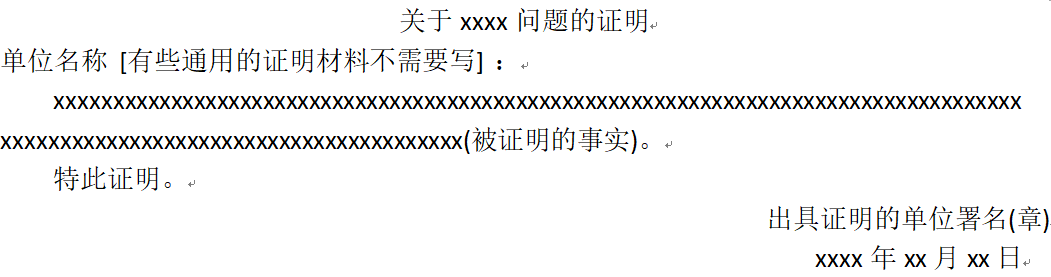 关于 xxxx 问题的证明
单位名称 [有些通用的证明材料不需要写] ：
xxxxxxxxxxxxxxxxxxxxxxxxxxxxxxxxxxxxxxxxxxxxxxxxxxxxxxxxxxxxxxxxxxxxxxxxxxxxxxxxx
xxxxxxxxxxxxxxxxxxxxxxxxxxxxxxxxxxxxxxx(被证明的事实)。
特此证明。
出具证明的单位署名(章)
xxxx 年 xx 月 xx 日